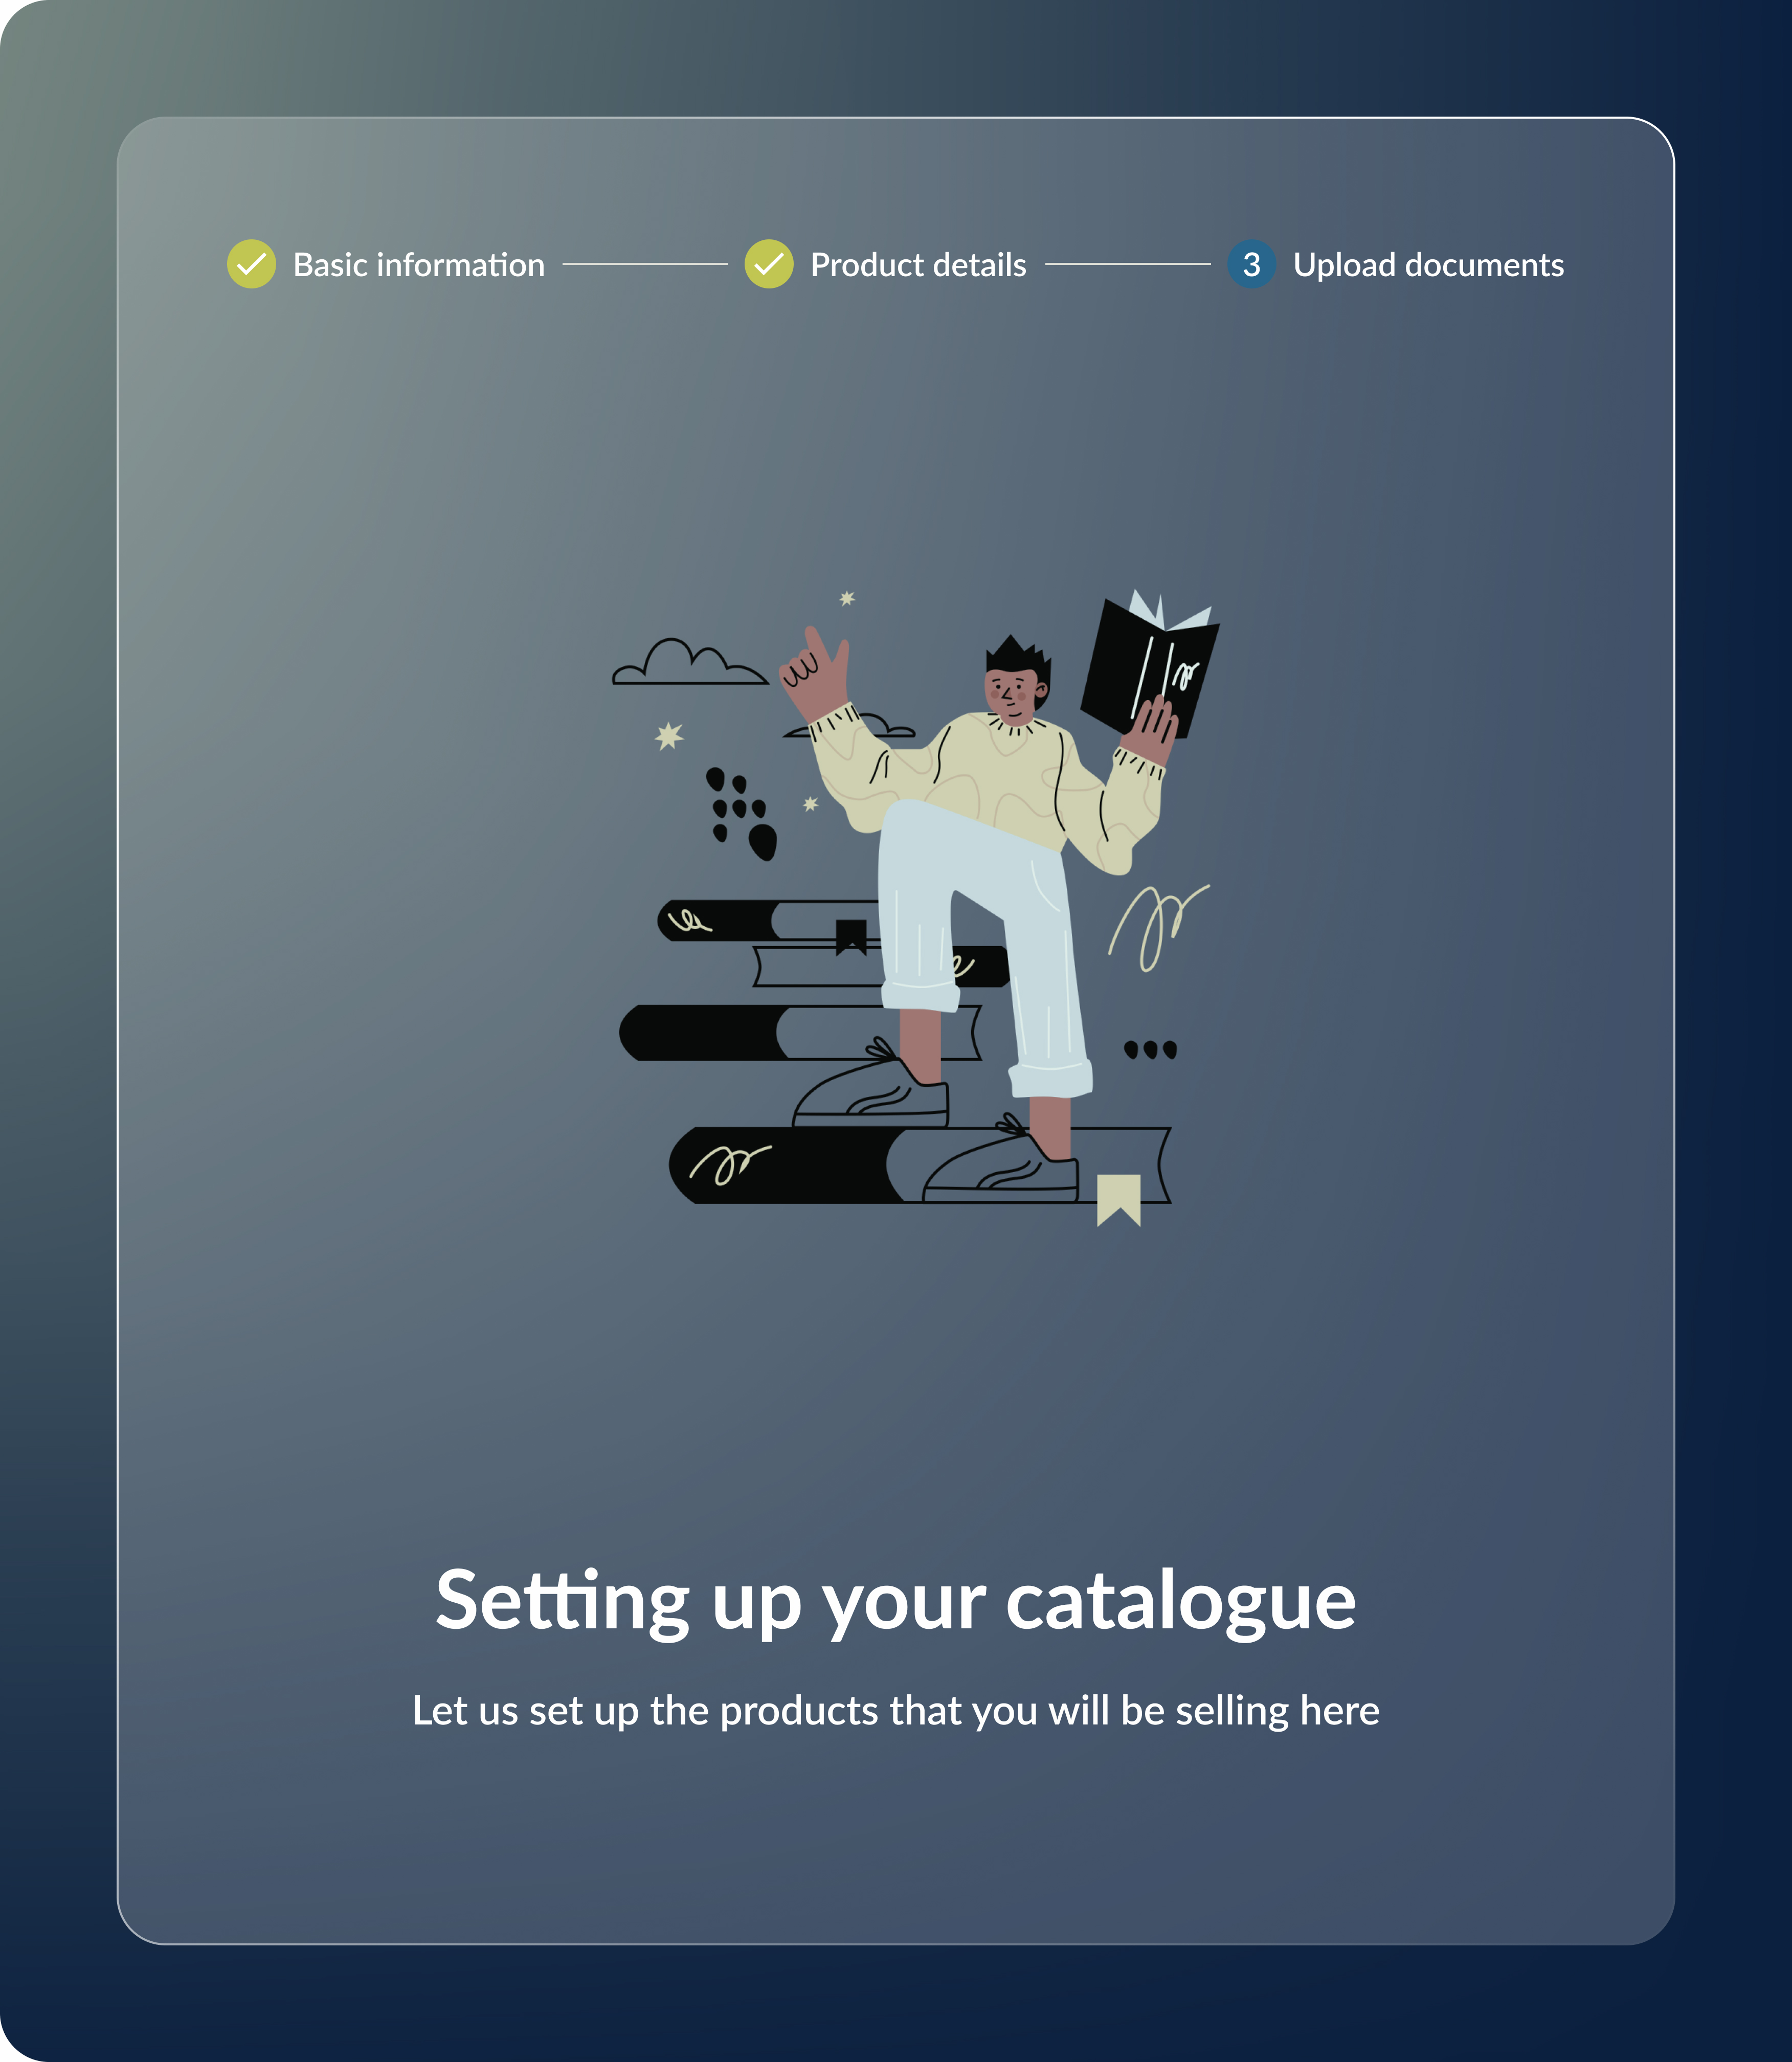 Basic information
Product details
3 Upload documents
Setting up your catalogue
Let us set up the products that you will be selling here